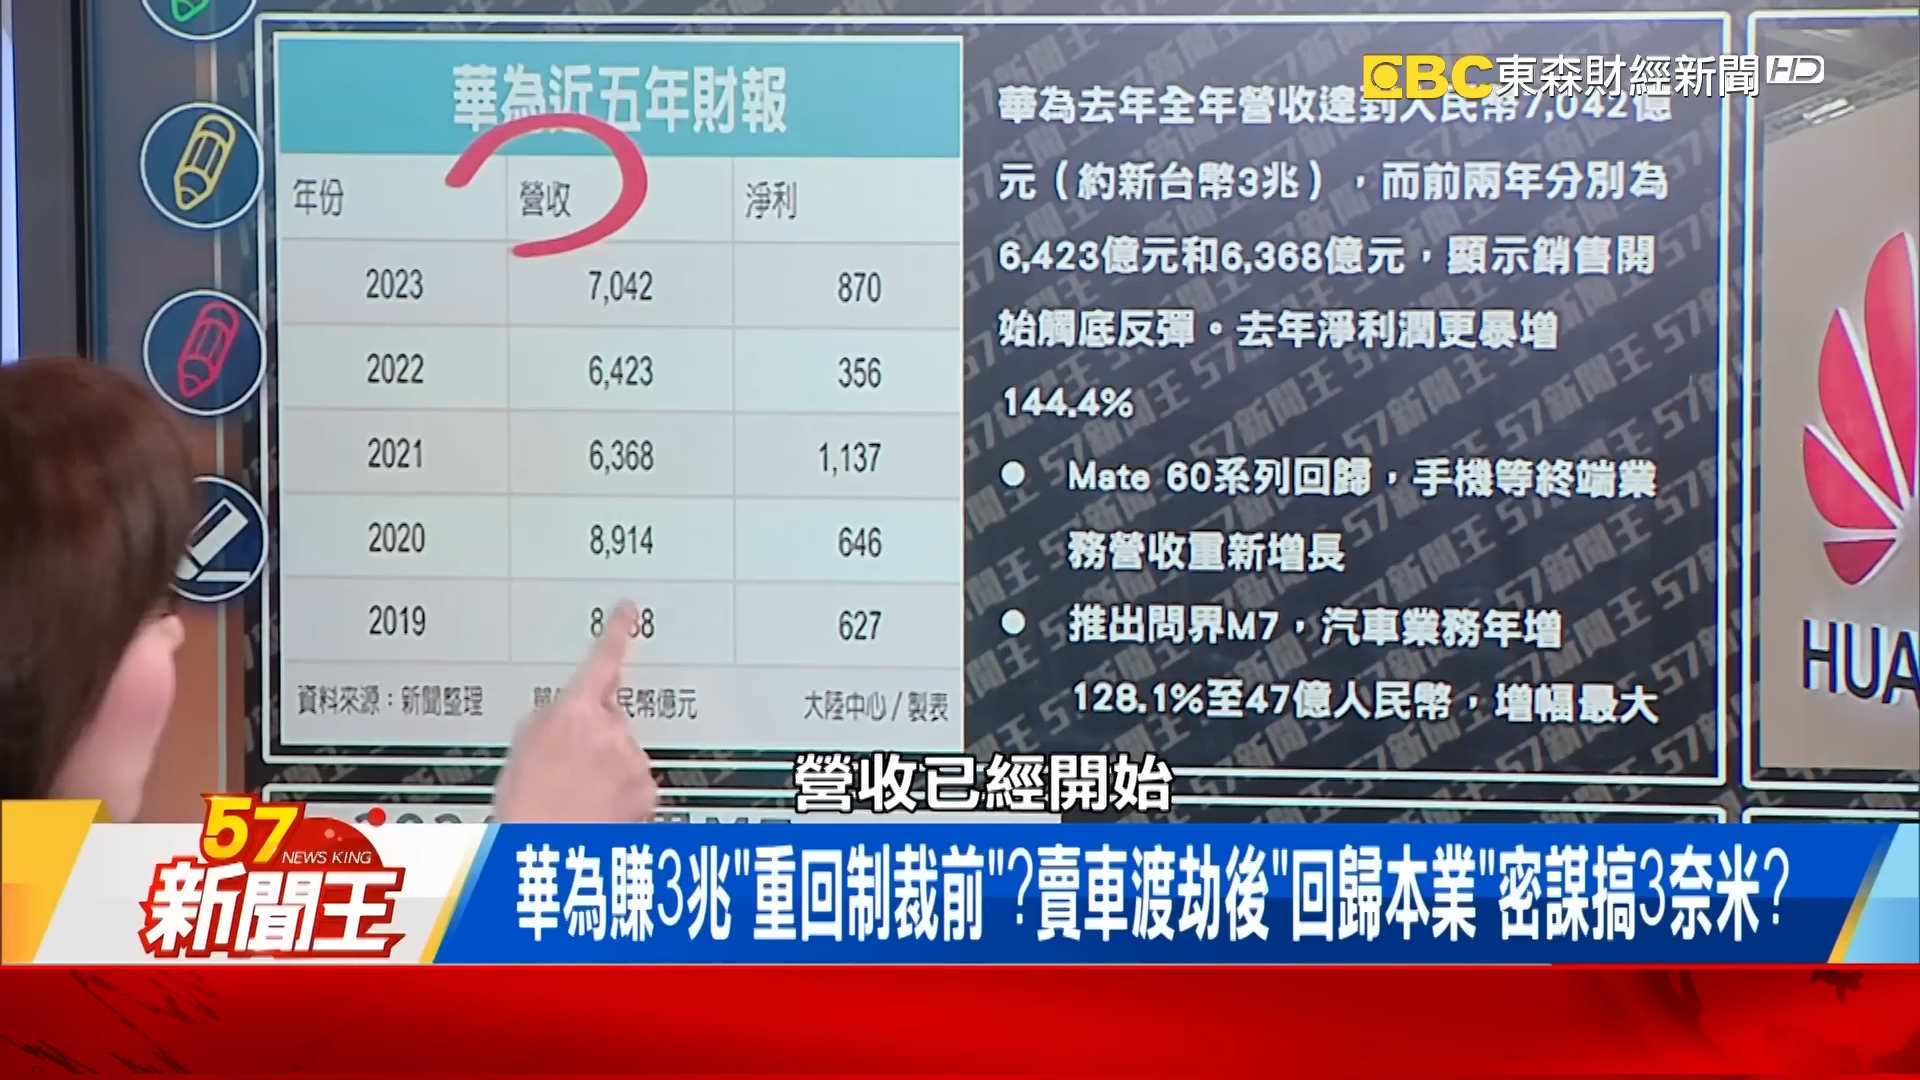 EBC東森財經新聞HD
華為近五年財報
年份 營收 淨利
2023 7,042 870
2022 6,423 356
2021 6,368 1,137
2020 8,914 646
2019 627
資料來源：新聞整理 民幣億元 大陸中心/製表
華為去年全年營收達到人民幣7,042億
元（約新台幣3兆），而前兩年分別為
6,423億元和6,368億元，顯示銷售開
始觸底反彈。去年淨利潤更暴增
144.4%
● Mate 60系列回歸，手機等終端業
務營收重新增長
● 推出問界M7，汽車業務年增
128.1%至47億人民幣，增幅最大
HUA
營收已經開始
57
NEWS KING
新聞王
華為賺3兆"重回制裁前"?賣車渡劫後"回歸本業"密謀搞3奈米?